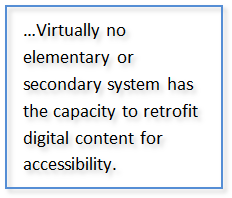 …Virtually no
elementary or
secondary system has
the capacity to retrofit
digital content for
accessibility.